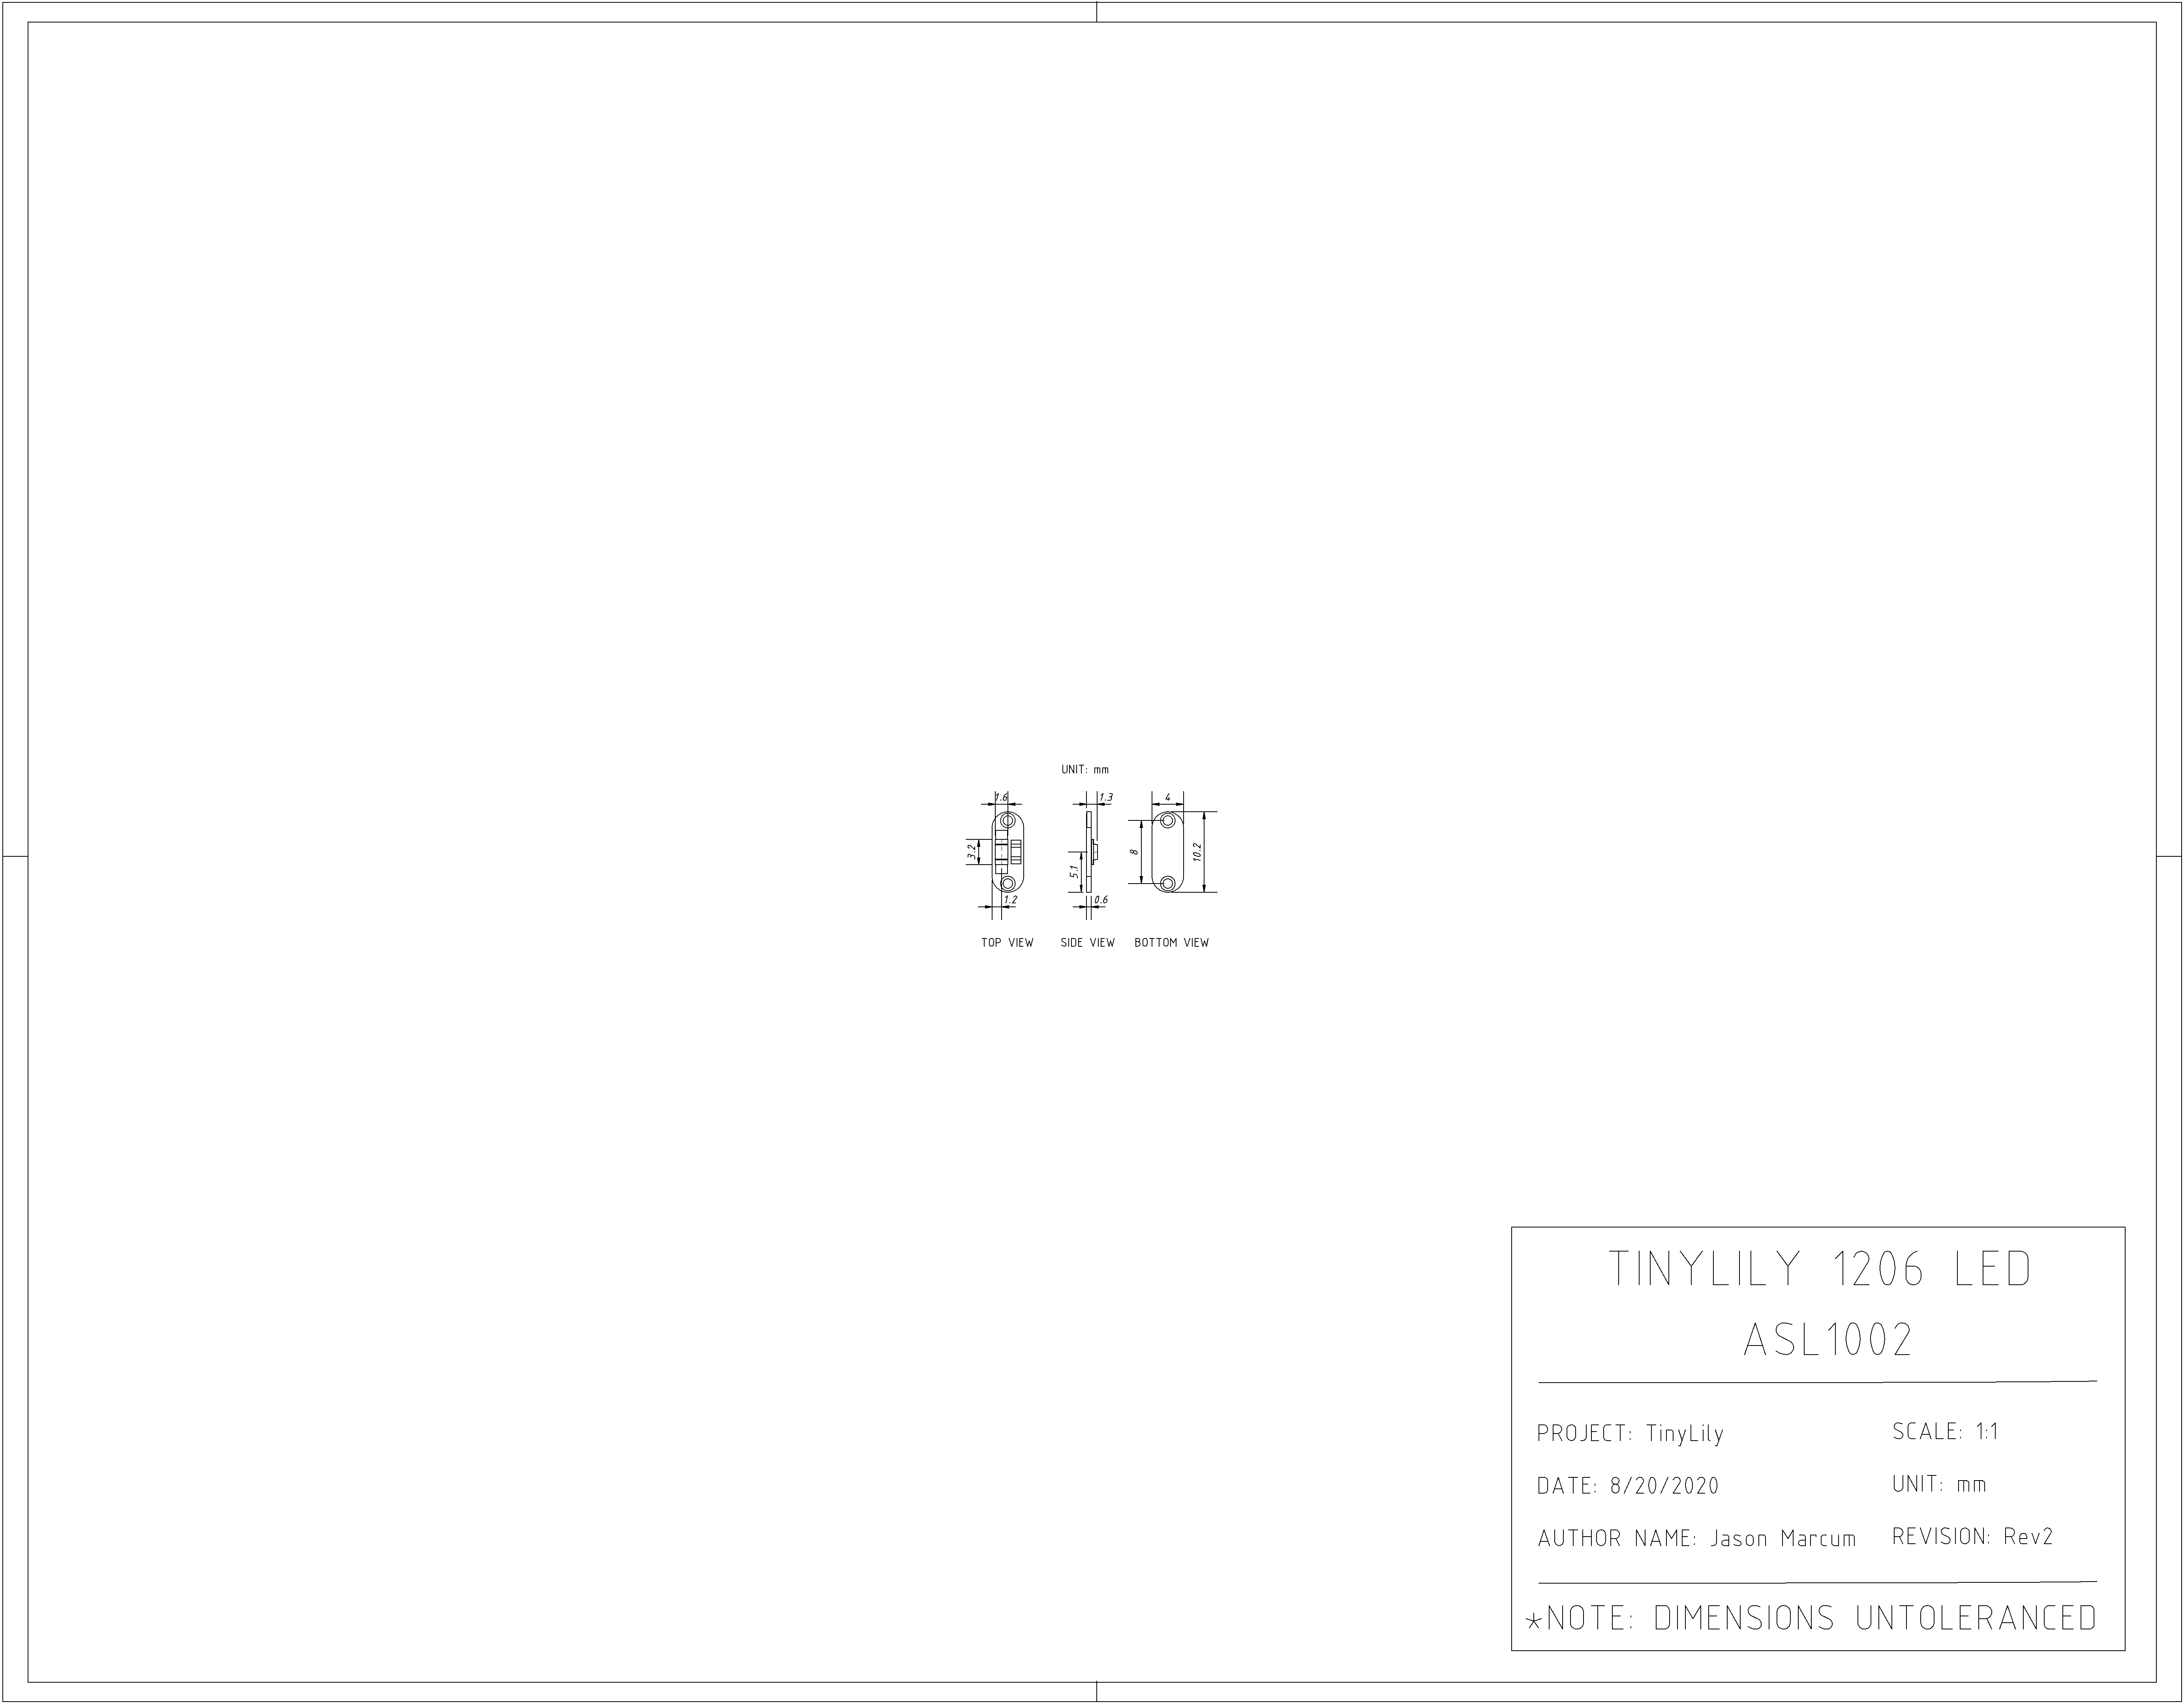 UNIT: mm
1.6
1.3
4
3.2
8
10.2
5.1
1.2
0.6
TOP VIEW
SIDE VIEW
BOTTOM VIEW
TINYLILY 1206 LED
ASL1002
PROJECT: TinyLily
SCALE: 1:1
DATE: 8/20/2020
UNIT: mm
AUTHOR NAME: Jason Marcum
REVISION: Rev2
*NOTE: DIMENSIONS UNTOLERANCED